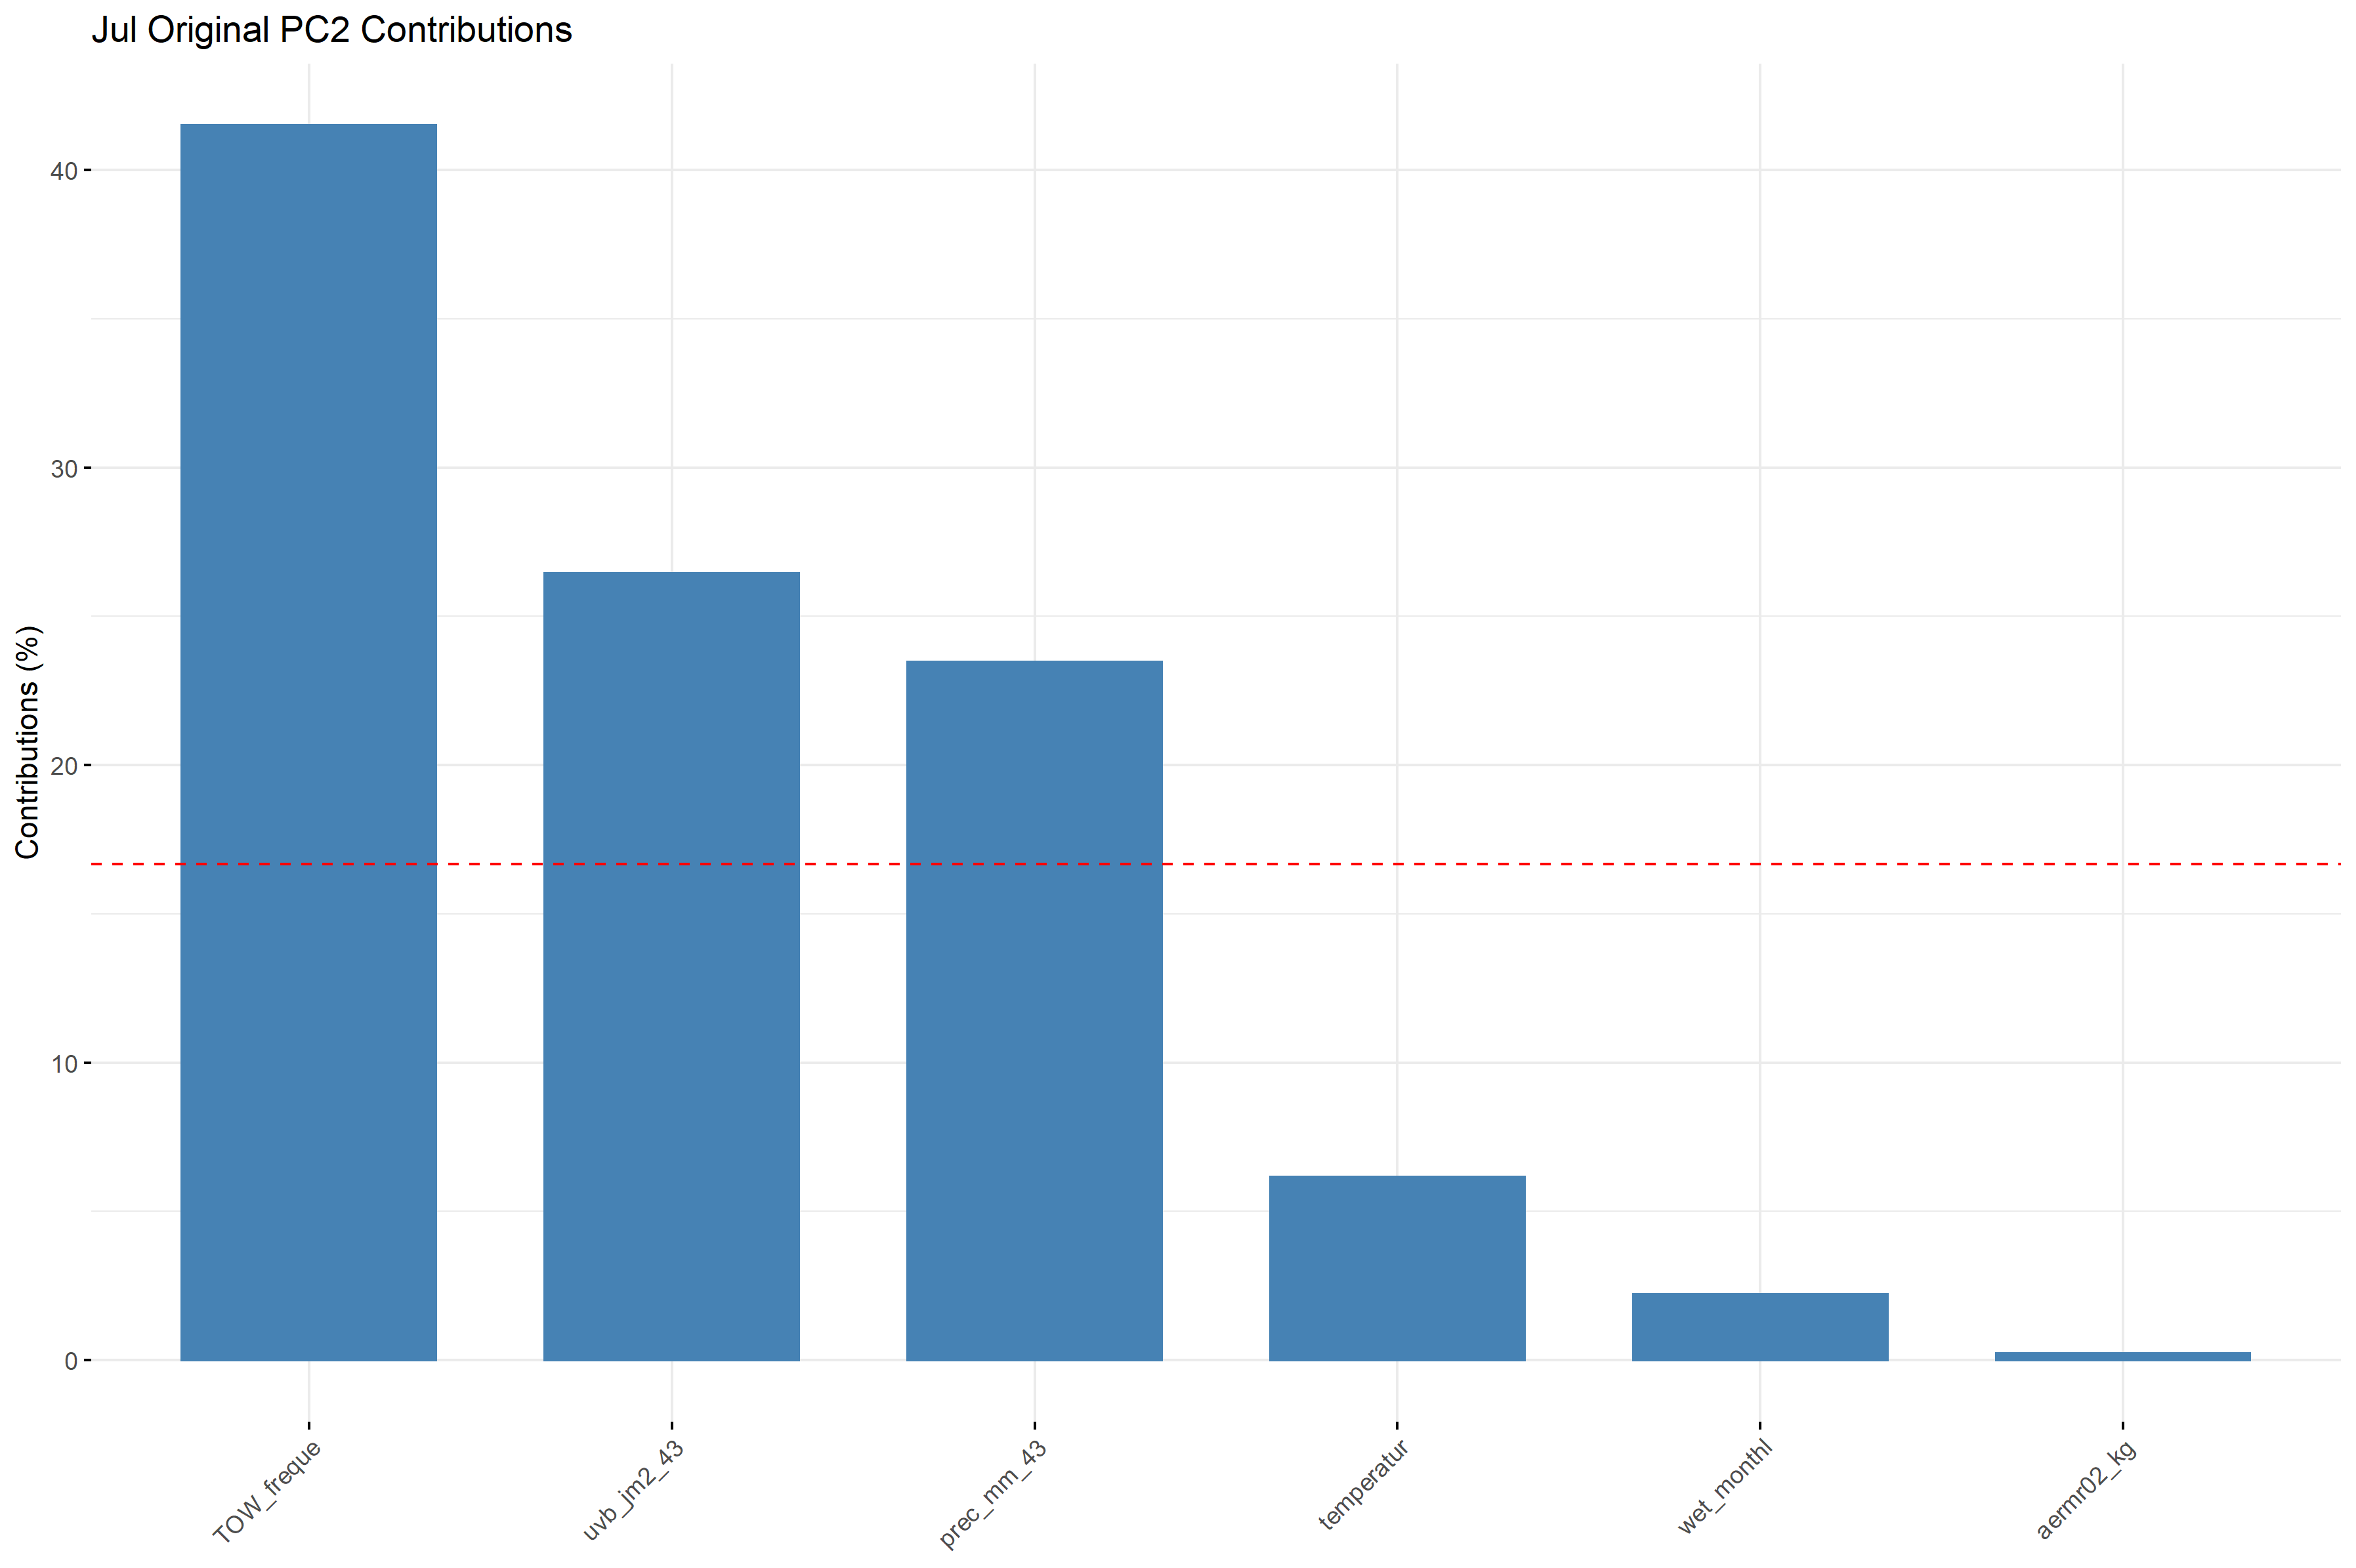 Jul Original PC2 Contributions
Contributions (%)
40
30
20
10
0
TOW_freque
uvb_jm2_43
prec_mm_43
temperatur
wet_monthl
aermr02_kg